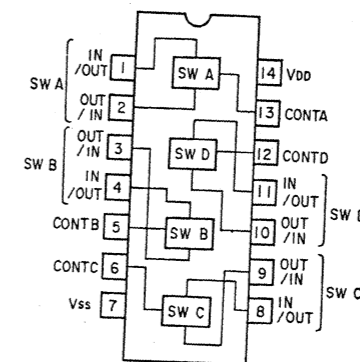 IN
/OUT
1
SW A
OUT
/IN
2
SW B
OUT
/IN
3
IN
/OUT
4
CONTB
5
CONTC
6
VSS
7
SW A
SW D
SW B
SW C
14 VDD
13 CONTA
12 CONTD
11
IN
/OUT
10
OUT
/IN
SW
9
OUT
/IN
8
IN
/OUT
SW C